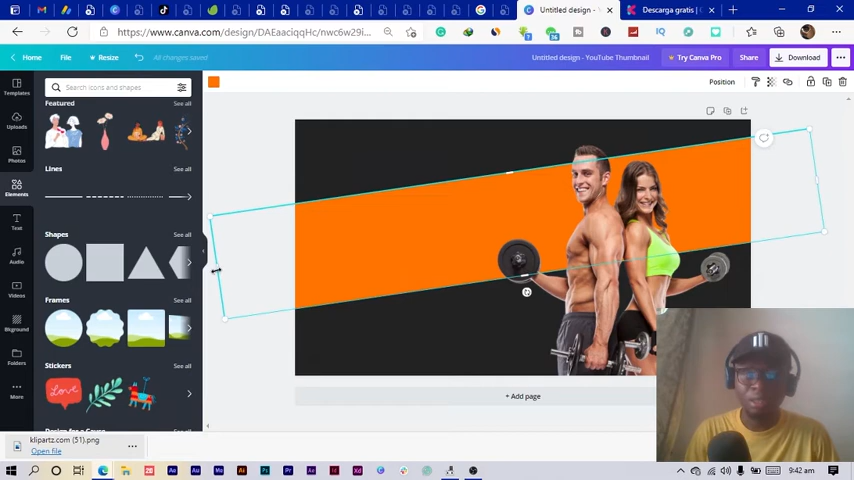 Untitled design -
Descarga gratis |
https://www.canva.com/design/DAEaaciqqHc/nwc6w29i...
Home
File
Resize
All changes saved
Untitled design - YouTube Thumbnail
Try Canva Pro
Share
Download
Templates
Uploads
Photos
Elements
Text
Audio
Videos
Bkground
Folders
More
Search icons and shapes
Position
Featured
See all
Lines
See all
Shapes
See all
Frames
See all
Stickers
See all
Love
See all
+ Add page
klipartz.com (51).png
Open file
9:42 am